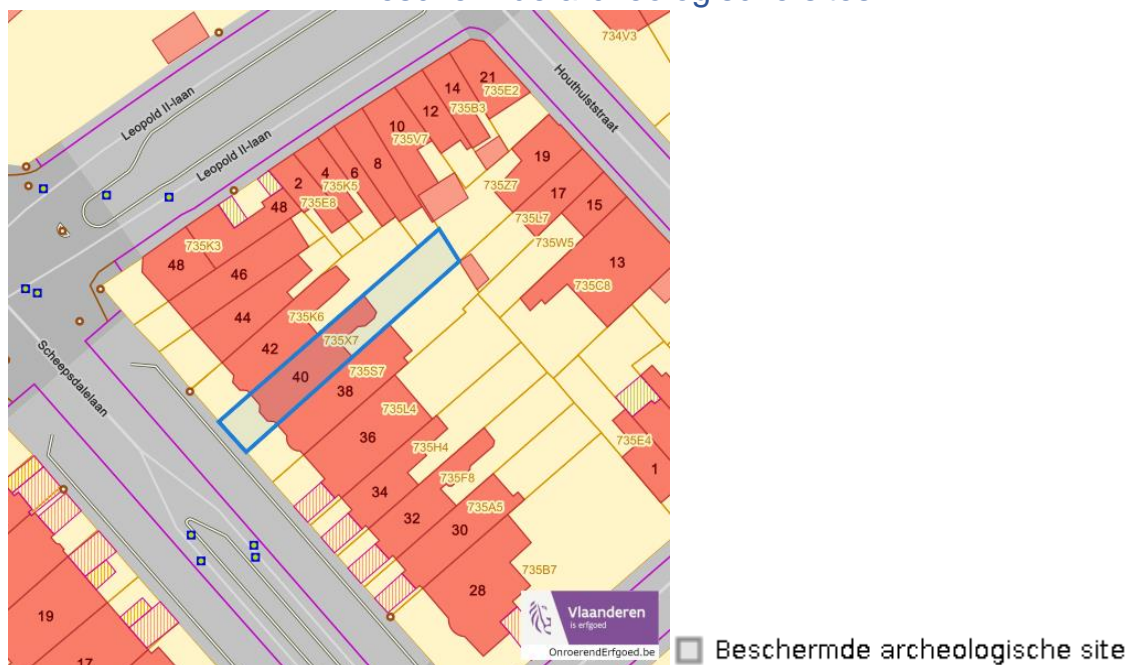 Leopold II-laan
Leopold II-laan
Houthulststraat
Scheepsdalelaan
734V3
14
21
735E2
12
735B3
10
735V7
8
6
4
735K5
2
735E8
48
735K3
48
46
44
735K6
42
735X7
40
735S7
38
735L4
36
735H4
34
735F8
32
735A5
30
735B7
28
19
735Z7
17
735L7
15
735W5
13
735C8
735E4
1
19
17
Vlaanderen
is erfgoed
OnroerendErfgoed.be
Beschermde archeologische site